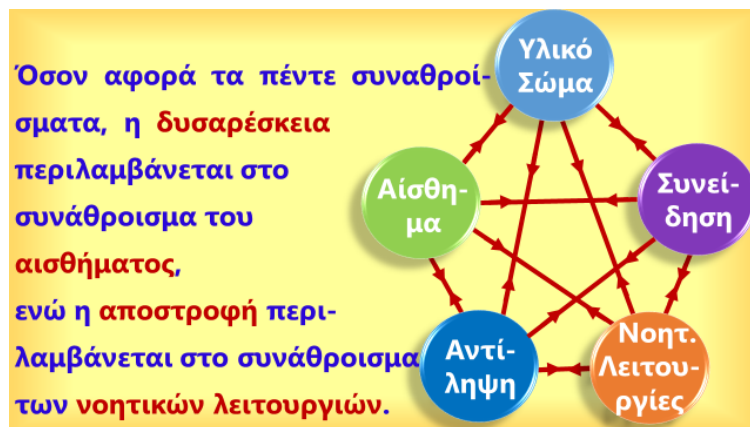 Όσον αφορά τα πέντε συναθροί-
σματα, η δυσαρέσκεια
περιλαμβάνεται στο
συνάθροισμα του
αισθήματος,
ενώ η αποστροφή περι-
λαμβάνεται στο συνάθροισμα
των νοητικών λειτουργιών.
Υλικό
Σώμα
Αίσθη-
μα
Συνεί-
δηση
Αντί-
ληψη
Νοητ.
Λειτου-
ργίες